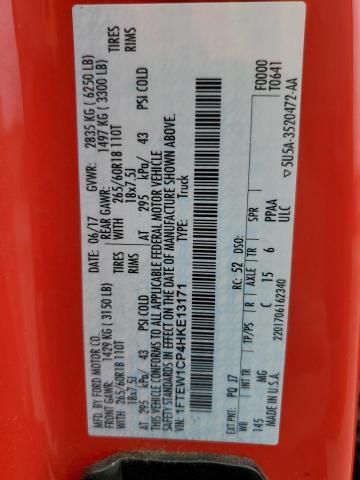 MFD. BY FORD MOTOR CO.
DATE: 06/17 GVWR: 2835 KG ( 6250 LB)
FRONT GAWR: 1429 KG ( 3150 LB) REAR GAWR: 1497 KG ( 3300 LB)
265/60R18 110T WITH 265/60R18 110T TIRES
18x7.5J 18x7.5J RIMS
AT 295 kPa/ 43 PSI COLD AT 295 kPa/ 43 PSI COLD
THIS VEHICLE CONFORMS TO ALL APPLICABLE FEDERAL MOTOR VEHICLE
STANDARDS IN EFFECT ON THE DATE OF MANUFACTURE SHOWN ABOVE.
VIN: 1FTEW1CP4HKE13171
TYPE: Truck
F0000
T0641
EXT PNT: PQ J7 RC: 52 DSO:
WB BRK INT TR TP/PS R AXLE TR SPR
145 C 15 6 PPAA
ULC
MADE IN U.S.A. 2201706162340
▽5U5A-3520472-AA
TIRES
RIMS